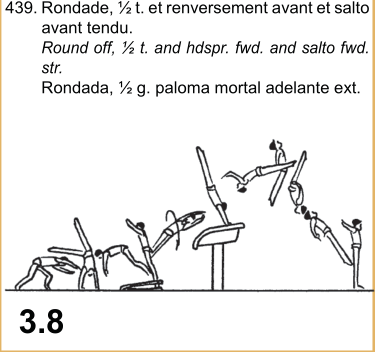 439. Rondade, ½ t. et renversement avant et salto
avant tendu.
Round off, ½ t. and hdspr. fwd. and salto fwd.
str.
Rondada, ½ g. paloma mortal adelante ext.
3.8